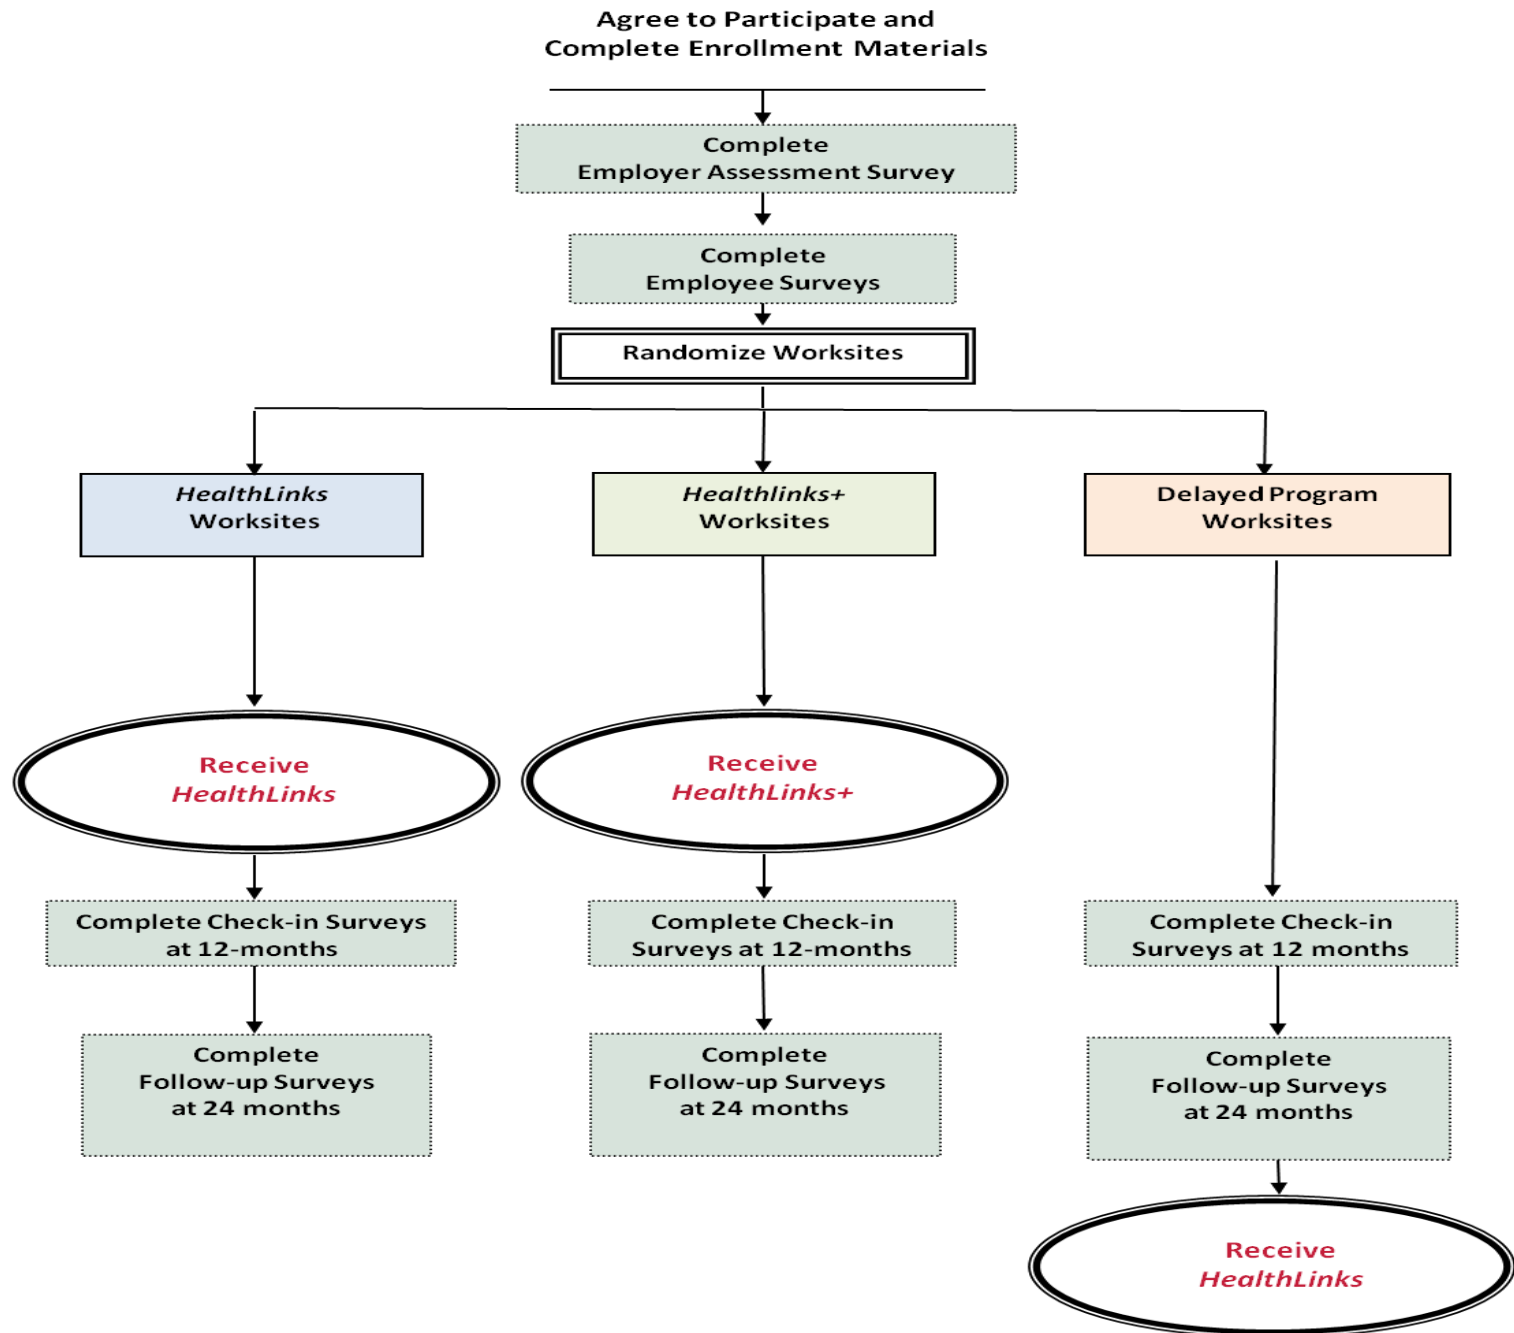 Agree to Participate and
Complete Enrollment Materials
Complete
Employer Assessment Survey
Complete
Employee Surveys
Randomize Worksites
HealthLinks
Worksites
Healthlinks+
Worksites
Delayed Program
Worksites
Receive
HealthLinks
Receive
HealthLinks+
Complete Check-in Surveys
at 12-months
Complete Check-in
Surveys at 12-months
Complete Check-in
Surveys at 12 months
Complete
Follow-up Surveys
at 24 months
Complete
Follow-up Surveys
at 24 months
Complete
Follow-up Surveys
at 24 months
Receive
HealthLinks